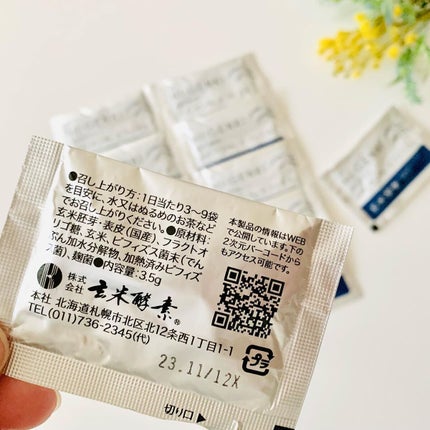 ●召し上がり方:1日当たり3～9袋
を目安に、水又はぬるめのお茶など
でお召し上がりください。●原材料:
玄米胚芽・表皮(国産)、フラクトオ
リゴ糖、玄米、ビフィズス菌末(でん
ぷん加水分解物、加熱済みビフィズ
ス菌)、麹菌●内容量:3.5g
本製品の情報はWEB
で公開しています。下の
2次元バーコードから
もアクセス可能です。
株式
会社 玄米酵素®
本社 北海道札幌市北区北12条西1丁目1-1
TEL(011)736-2345(代)
23.11/12X
プラ
切り口▶